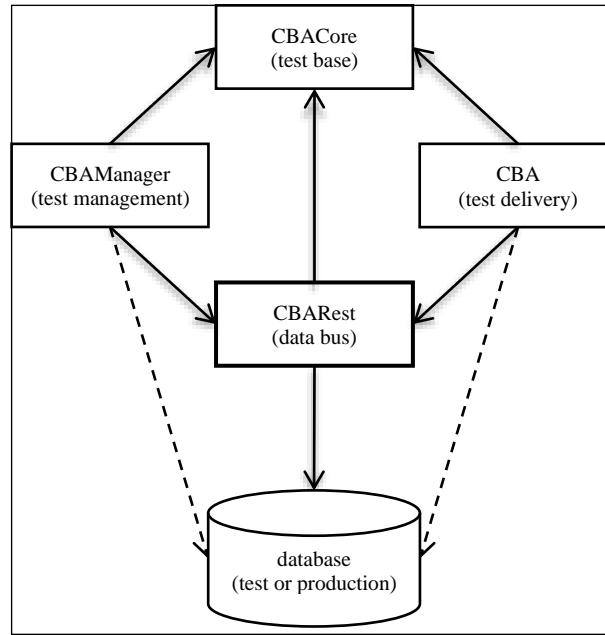 CBACore
(test base)
CBAManager
(test management)
CBA
(test delivery)
CBARest
(data bus)
database
(test or production)